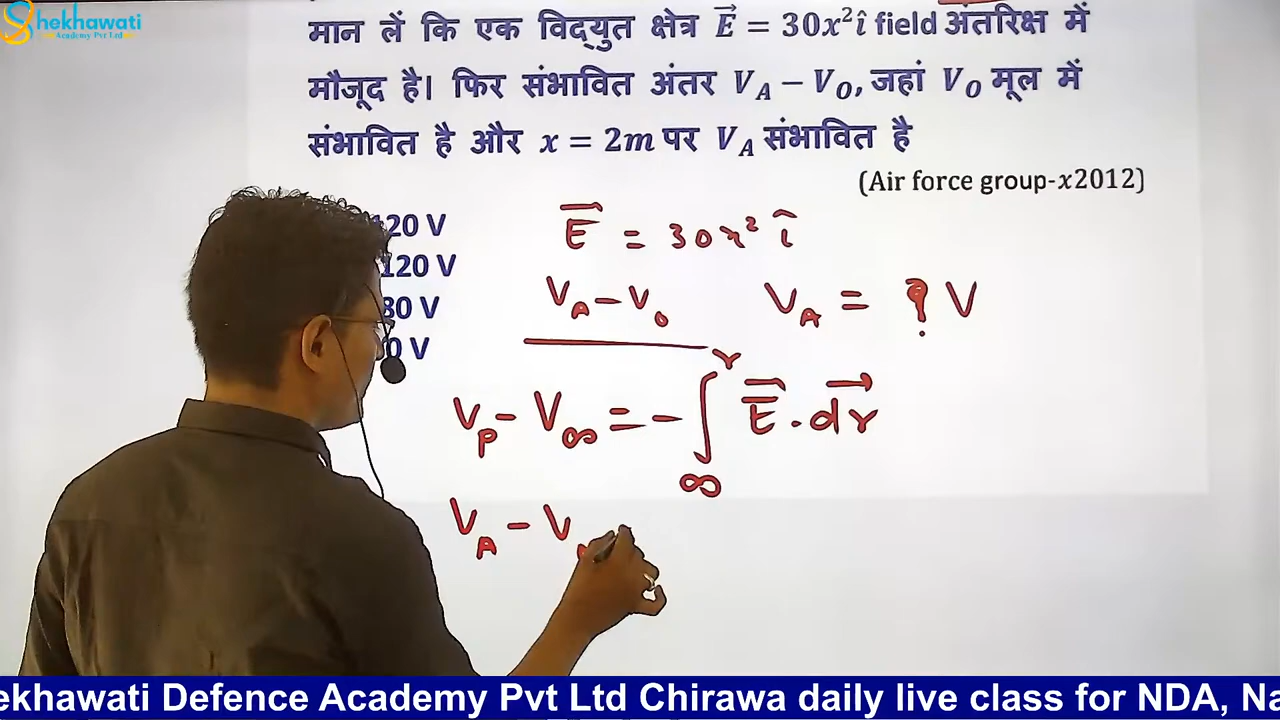 Shekhawati
Academy Pvt Ltd
मान लें कि एक विद्युत क्षेत्र E⃗ = 30x²î field अंतरिक्ष में
मौजूद है। फिर संभावित अंतर V_A − V_O, जहां V_O मूल में
संभावित है और x = 2m पर V_A संभावित है
(Air force group-x2012)
20 V
120 V
80 V
0 V
E⃗ = 30x² î
V_A − V_0 V_A = ? V
V_P − V_∞ = − ∫_∞^r E⃗ . dr⃗
V_A − V
ekhawati Defence Academy Pvt Ltd Chirawa daily live class for NDA, Na